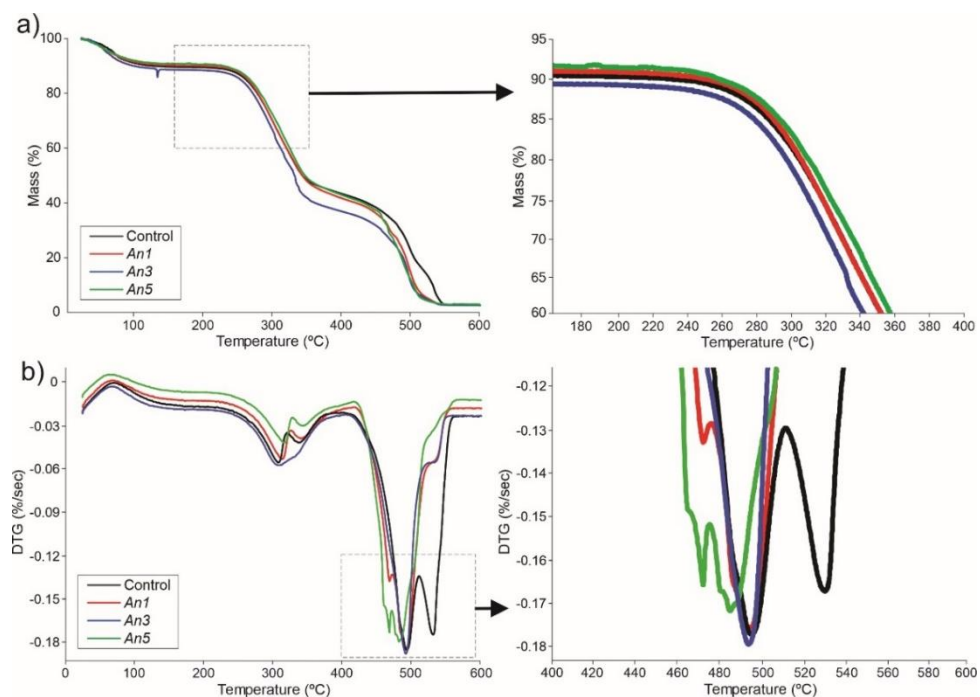 a)
100
80
60
40
20
0
Mass (%)
Control
An1
An3
An5
100 200 300 400 500 600
Temperature (ºC)
95
90
85
80
70
65
60
Mass (%)
180 200 220 240 260 280 300 320 340 360 380 400
Temperature (ºC)
b)
0
-0.03
-0.06
-0.09
-0.12
-0.15
-0.18
DTG (%/sec)
Control
An1
An3
An5
0 100 200 300 400 500 600
Temperature (ºC)
-0.12
-0.13
-0.14
-0.15
-0.16
-0.17
-0.18
DTG (%/sec)
400 420 440 460 480 500 520 540 560 580 600
Temperature (ºC)